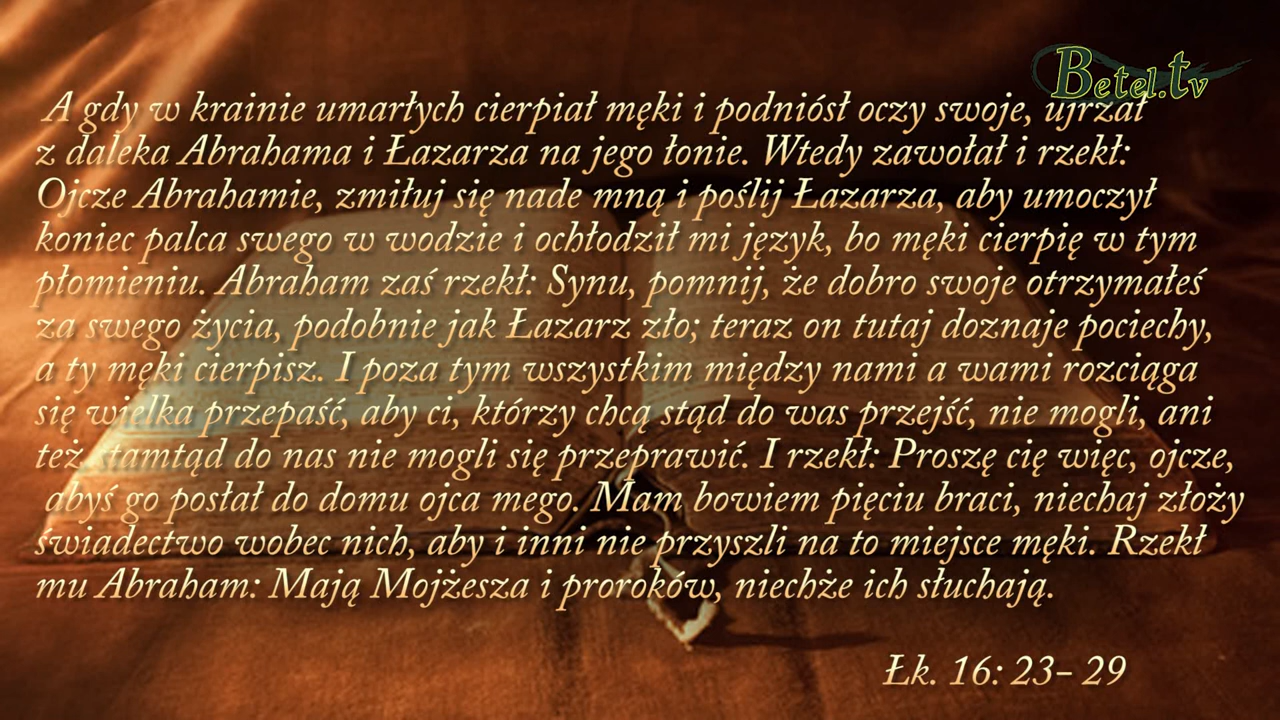 Betel.tv
A gdy w krainie umarłych cierpiał męki i podniósł oczy swoje, ujrzał
z daleka Abrahama i Łazarza na jego łonie. Wtedy zawołał i rzekł:
Ojcze Abrahamie, zmiłuj się nade mną i poślij Łazarza, aby umoczył
koniec palca swego w wodzie i ochłodził mi język, bo męki cierpię w tym
płomieniu. Abraham zaś rzekł: Synu, pomnij, że dobro swoje otrzymałeś
za swego życia, podobnie jak Łazarz zło; teraz on tutaj doznaje pociechy,
a ty męki cierpisz. I poza tym wszystkim między nami a wami rozciąga
się wielka przepaść, aby ci, którzy chcą stąd do was przejść, nie mogli, ani
też stamtąd do nas nie mogli się przeprawić. I rzekł: Proszę cię więc, ojcze,
abyś go posłał do domu ojca mego. Mam bowiem pięciu braci, niechaj złoży
świadectwo wobec nich, aby i inni nie przyszli na to miejsce męki. Rzekł
mu Abraham: Mają Mojżesza i proroków, niechże ich słuchają.
Łk. 16: 23– 29